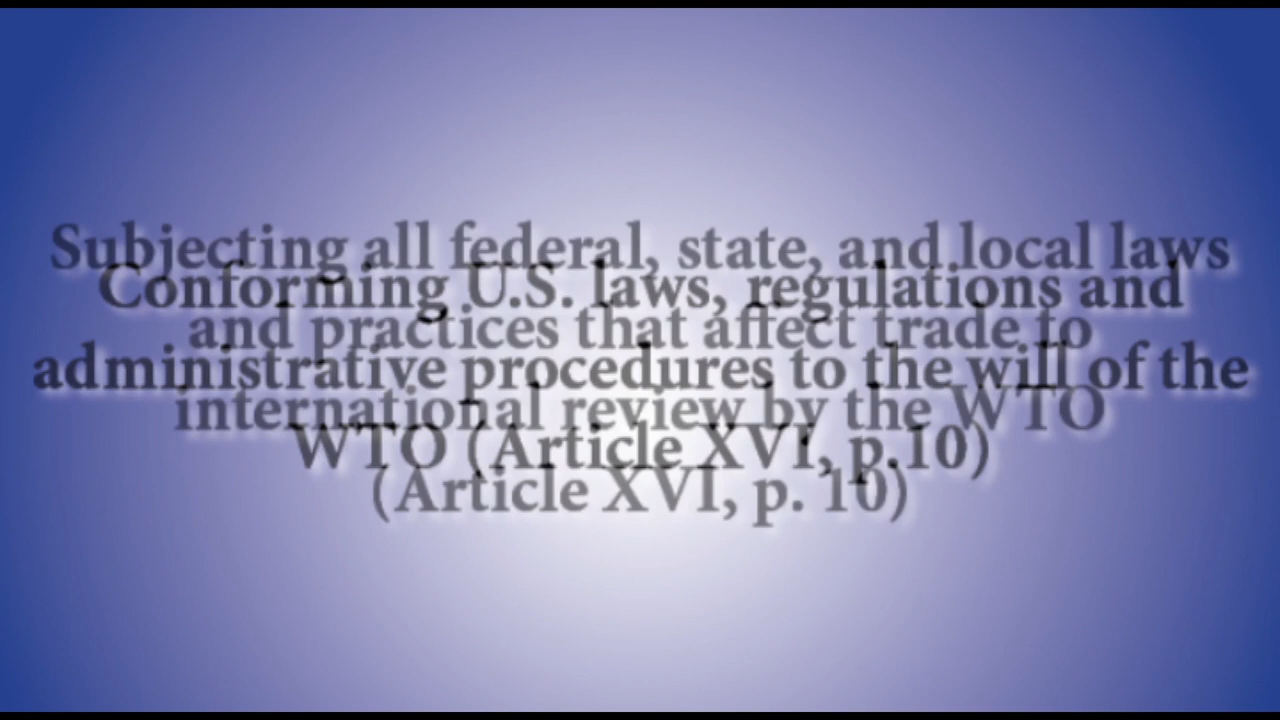 Subjecting all federal, state, and local laws
Conforming U.S. laws, regulations and
and practices that affect trade to
administrative procedures to the will of the
international review by the WTO
WTO (Article XVI, p.10)
(Article XVI, p. 10)